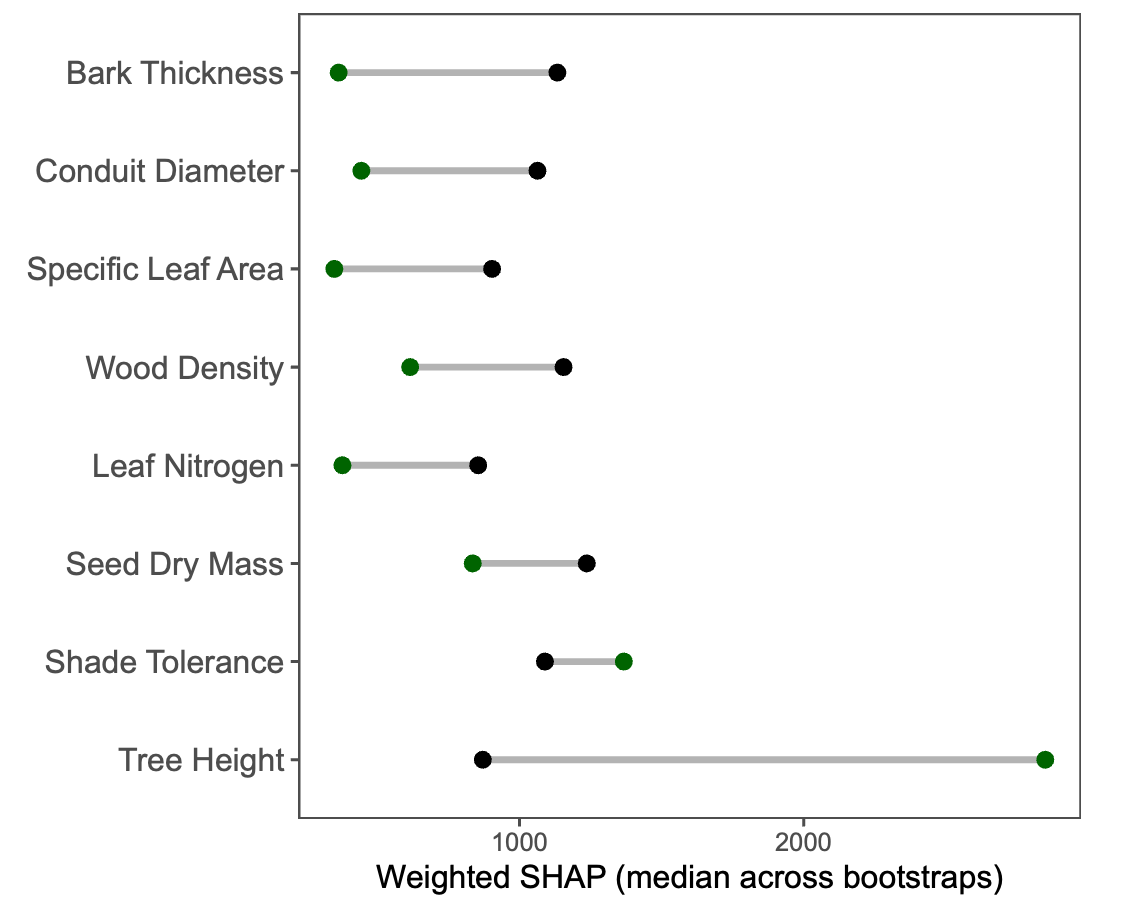 Bark Thickness
Conduit Diameter
Specific Leaf Area
Wood Density
Leaf Nitrogen
Seed Dry Mass
Shade Tolerance
Tree Height
1000 2000
Weighted SHAP (median across bootstraps)